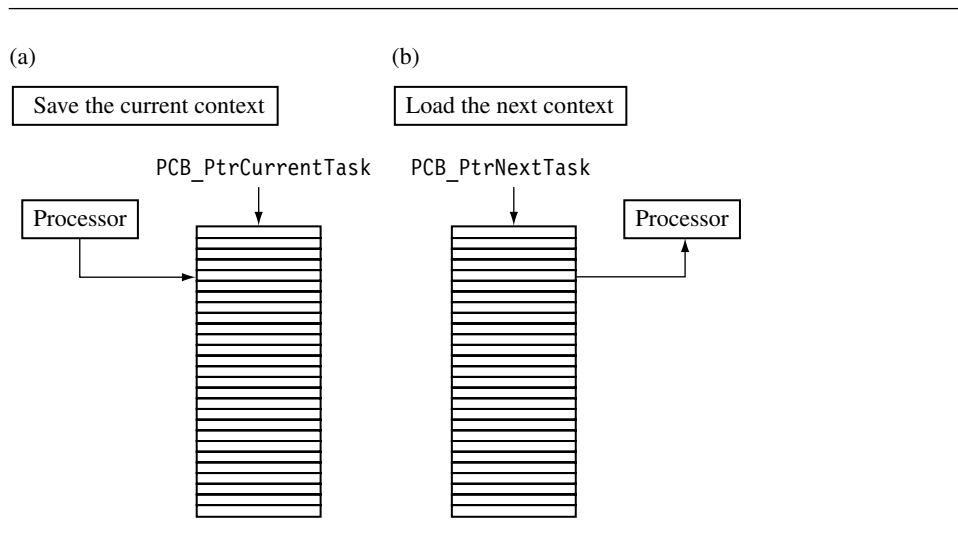 (a)
Save the current context
PCB_PtrCurrentTask
Processor
(b)
Load the next context
PCB_PtrNextTask
Processor